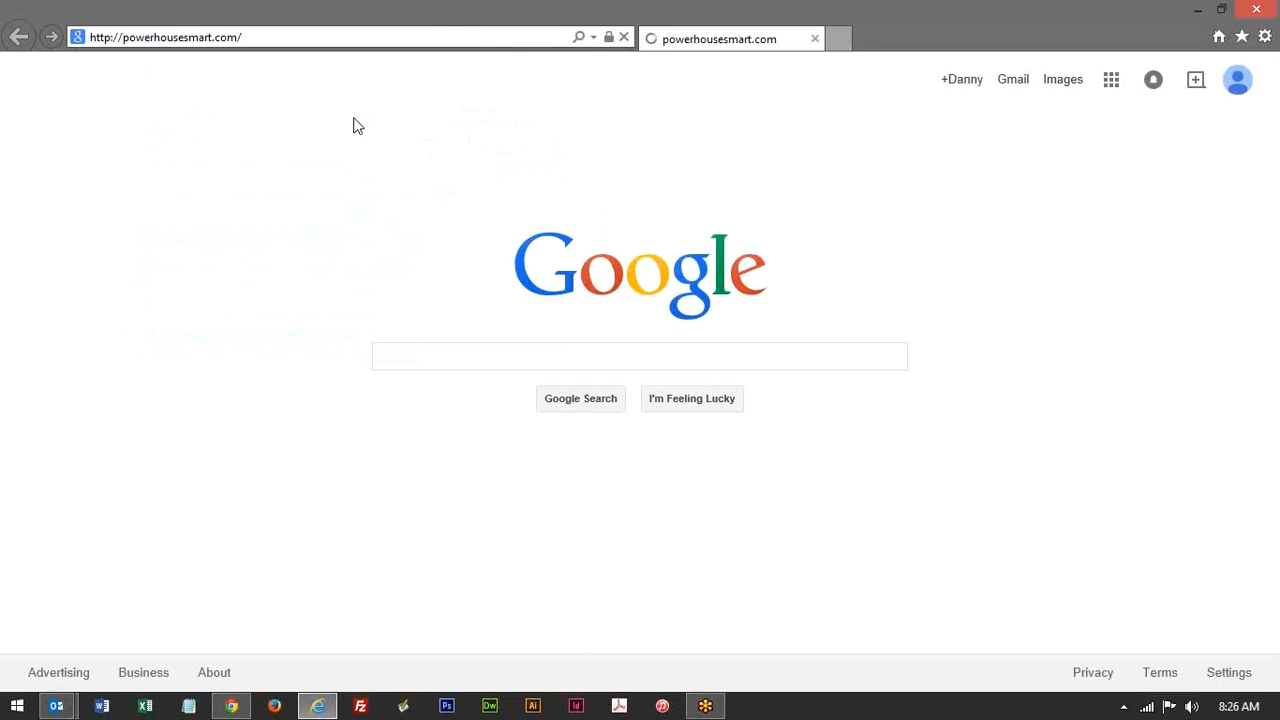 http://powerhousesmart.com/
powerhousesmart.com
+Danny Gmail Images
Google
Google Search I'm Feeling Lucky
Advertising Business About Privacy Terms Settings
8:26 AM